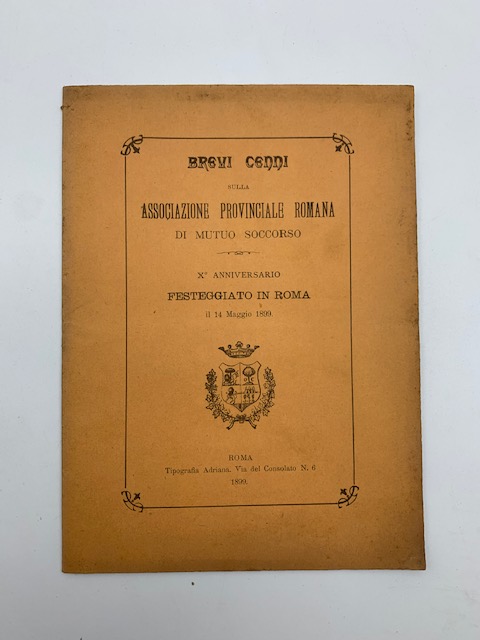 BREVI CENNI
SULLA
ASSOCIAZIONE PROVINCIALE ROMANA
DI MUTUO SOCCORSO
X° ANNIVERSARIO
FESTEGGIATO IN ROMA
il 14 Maggio 1899.
ROMA
Tipografia Adriana. Via del Consolato N. 6
1899.